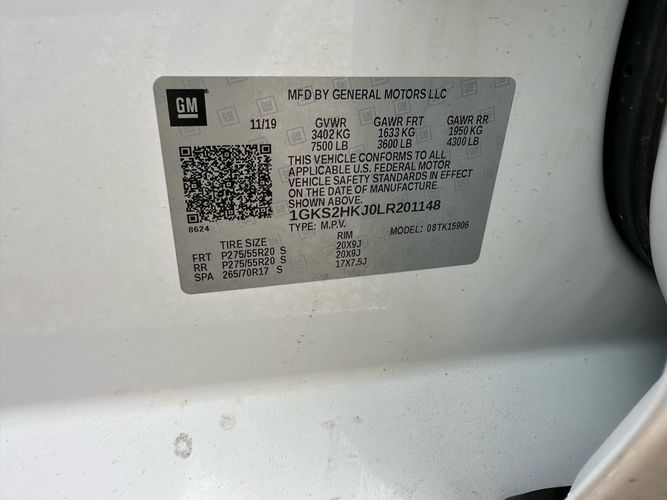 GM
MFD BY GENERAL MOTORS LLC
11/19 GVWR GAWR FRT GAWR RR
3402 KG 1633 KG 1950 KG
7500 LB 3600 LB 4300 LB
THIS VEHICLE CONFORMS TO ALL
APPLICABLE U.S. FEDERAL MOTOR
VEHICLE SAFETY STANDARDS IN EFFECT
ON THE DATE OF MANUFACTURE
SHOWN ABOVE.
8624
1GKS2HKJ0LR201148
TYPE: M.P.V. 08TK15906
TIRE SIZE RIM
FRT P275/55R20 S 20X9J
RR P275/55R20 S 20X9J
SPA 265/70R17 S 17X7.5J